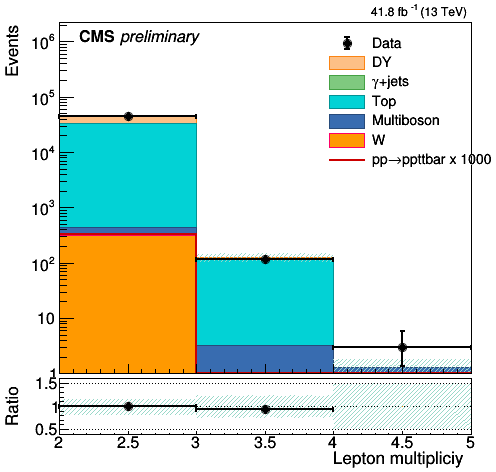 41.8 fb⁻¹ (13 TeV)
CMS preliminary
Events
10⁶
10⁵
10⁴
10³
10²
10
1
Data
DY
γ+jets
Top
Multiboson
W
pp→ppttbar x 1000
Ratio
1.5
1
0.5
2 2.5 3 3.5 4 4.5 5
Lepton multipliciy